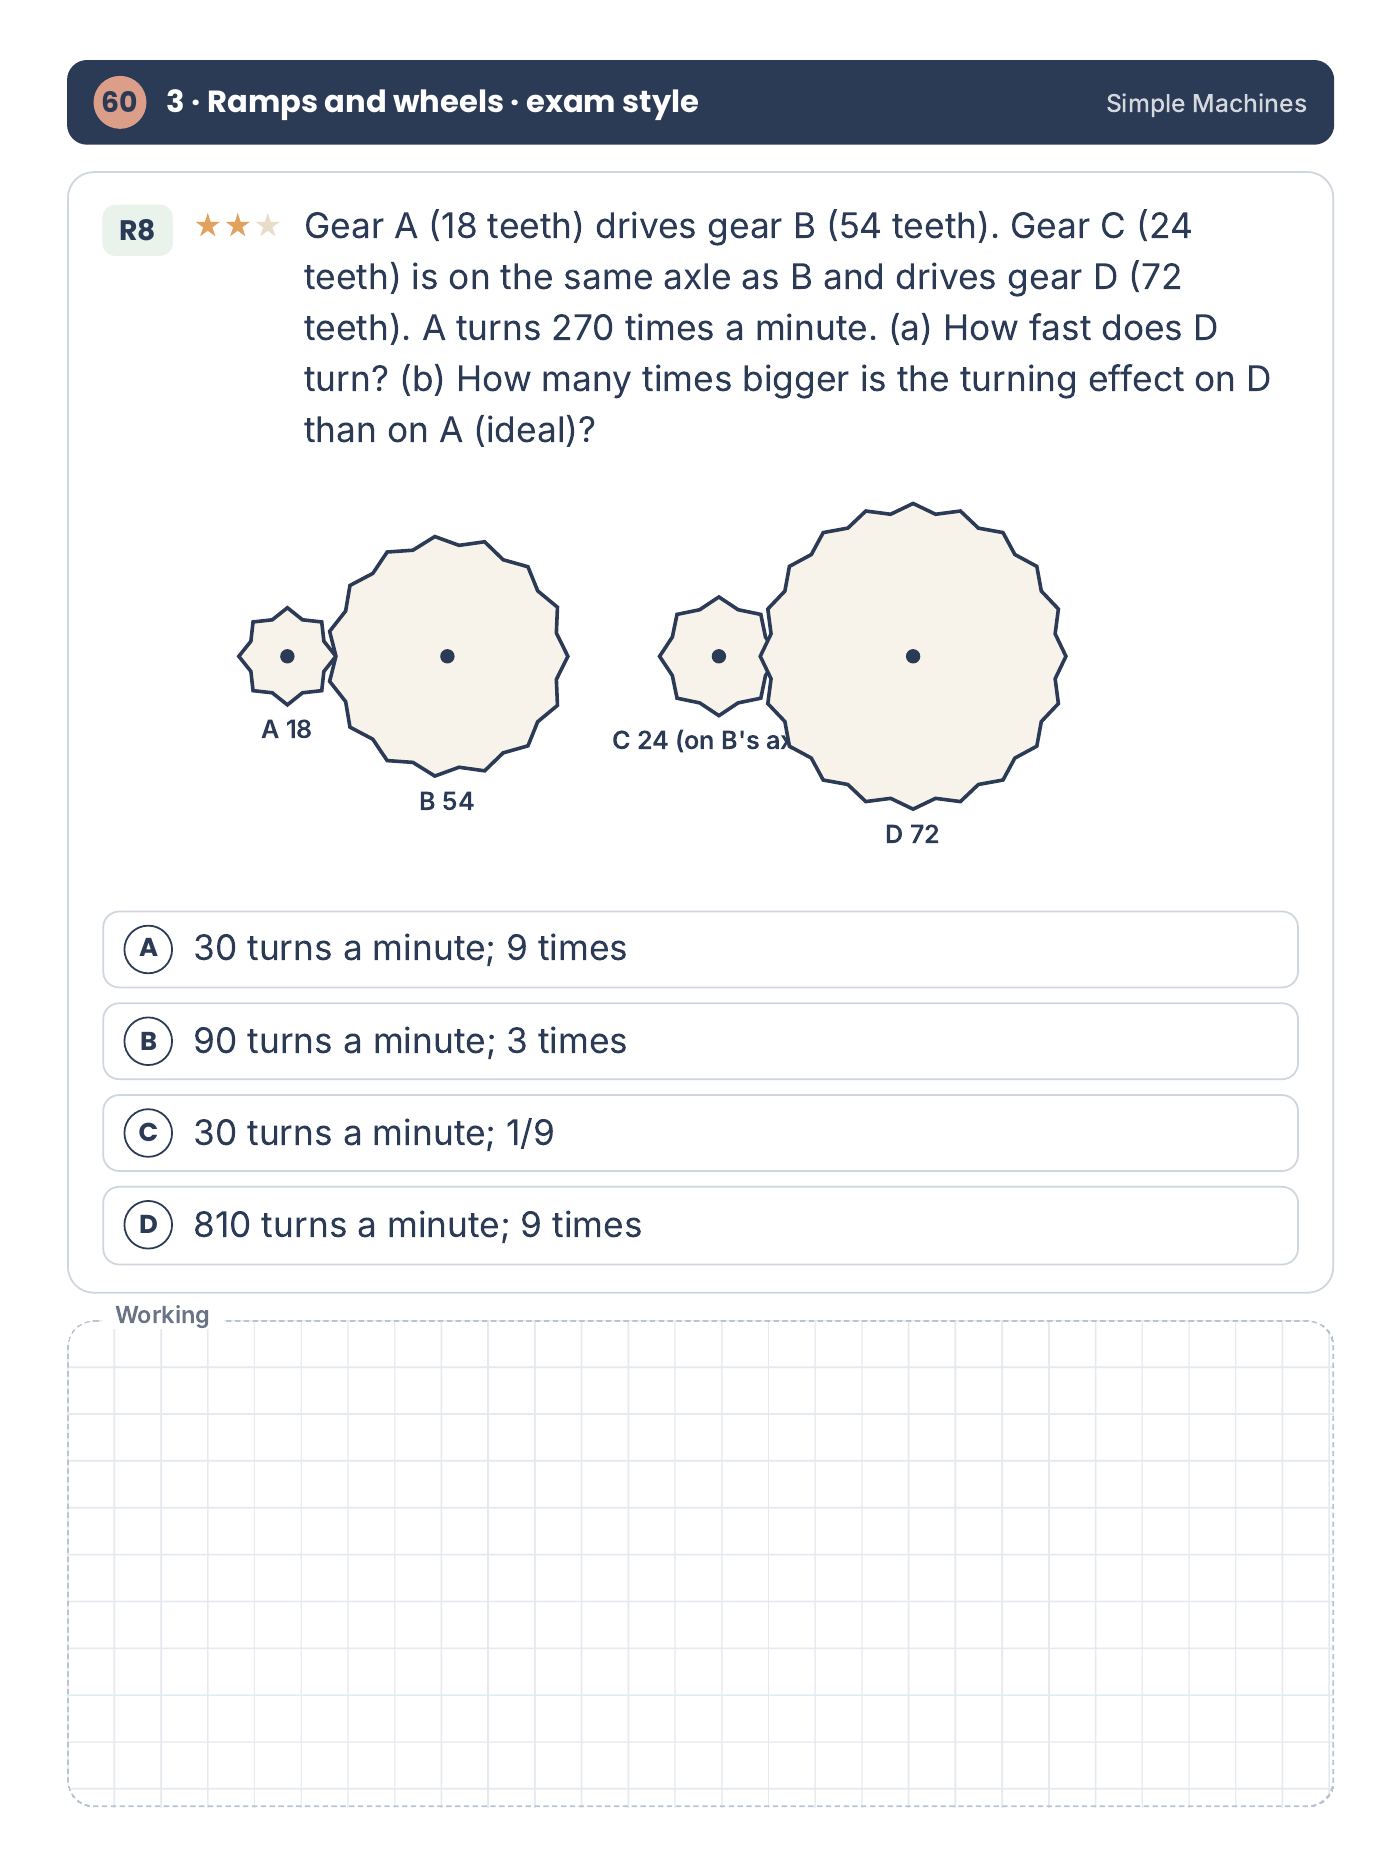 60 3 · Ramps and wheels · exam style Simple Machines
R8 ★★★ Gear A (18 teeth) drives gear B (54 teeth). Gear C (24
teeth) is on the same axle as B and drives gear D (72
teeth). A turns 270 times a minute. (a) How fast does D
turn? (b) How many times bigger is the turning effect on D
than on A (ideal)?
A 18
C 24 (on B's
B 54
D 72
A 30 turns a minute; 9 times
B 90 turns a minute; 3 times
C 30 turns a minute; 1/9
D 810 turns a minute; 9 times
Working